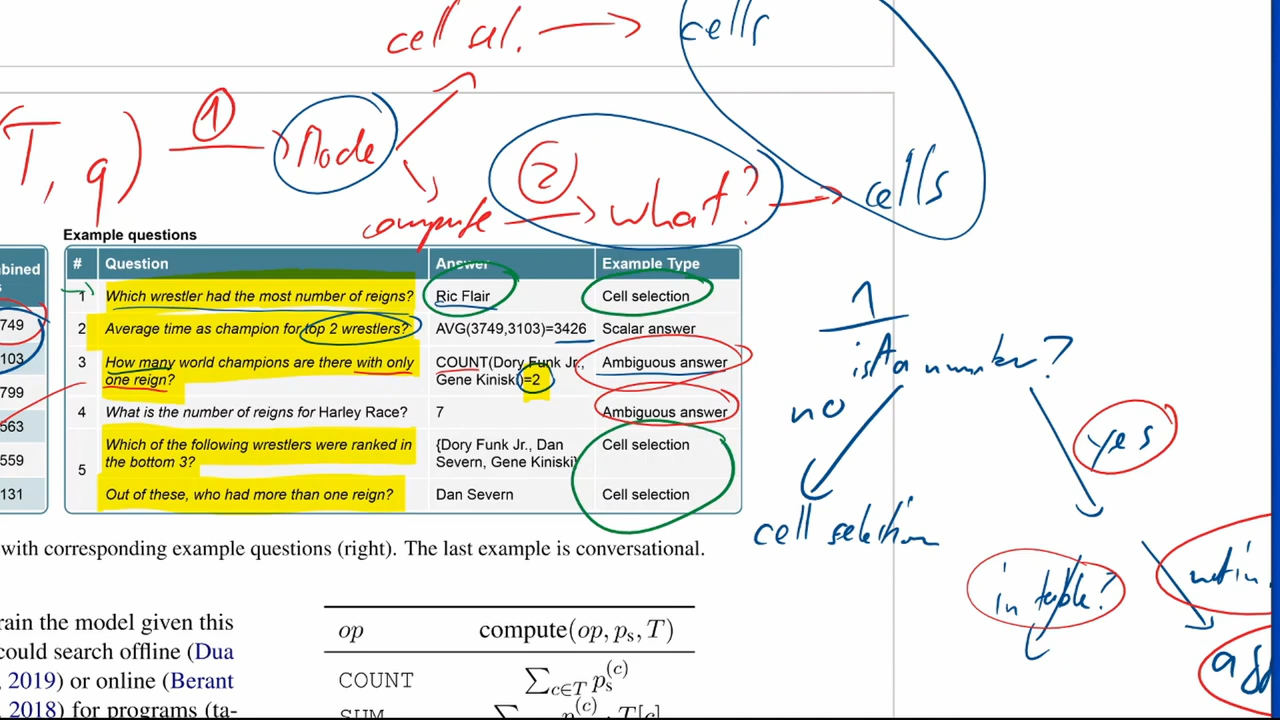 cell sel. → cells
(T, q) 1 → Mode
compute 2 → what? → cells
Example questions
# Question Answer Example Type
1 Which wrestler had the most number of reigns? Ric Flair Cell selection
2 Average time as champion for top 2 wrestlers? AVG(3749,3103)=3426 Scalar answer
3 How many world champions are there with only one reign? COUNT(Dory Funk Jr., Gene Kiniski)=2 Ambiguous answer
4 What is the number of reigns for Harley Race? 7 Ambiguous answer
5 Which of the following wrestlers were ranked in the bottom 3? {Dory Funk Jr., Dan Severn, Gene Kiniski} Cell selection
Out of these, who had more than one reign? Dan Severn Cell selection
749
103
799
563
559
131
1
is A a number?
no yes
cell selection
in table? not in
with corresponding example questions (right). The last example is conversational.
rain the model given this
could search offline (Dua
, 2019) or online (Berant
, 2018) for programs (ta-
op compute(op, pₛ, T)
COUNT ∑c∈T pₛ^(c)
SUM